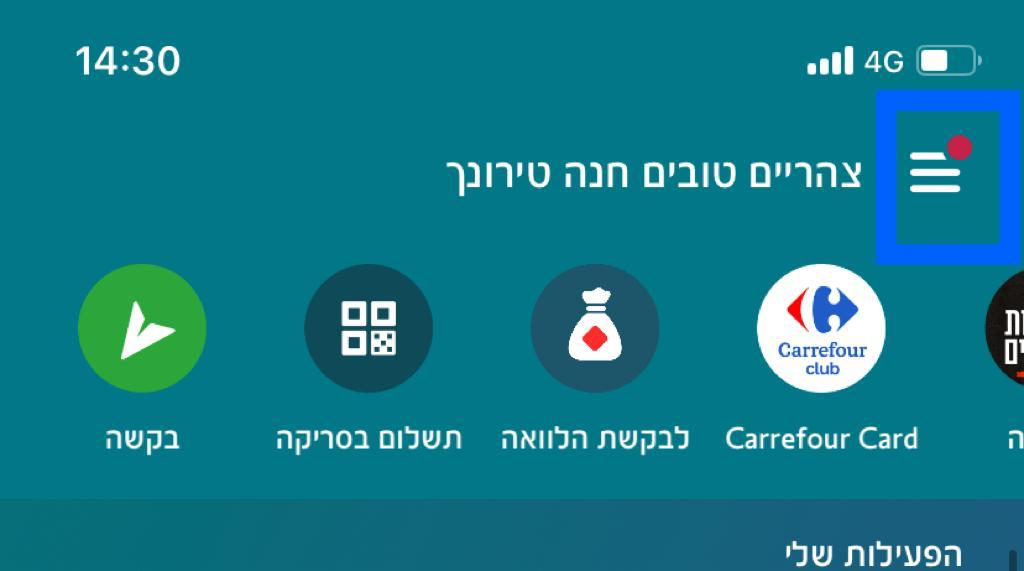 14:30 4G
צהריים טובים חנה טירונך
Carrefour
club
Carrefour Card
לבקשת הלוואה
תשלום בסריקה
בקשה
הפעילות שלי